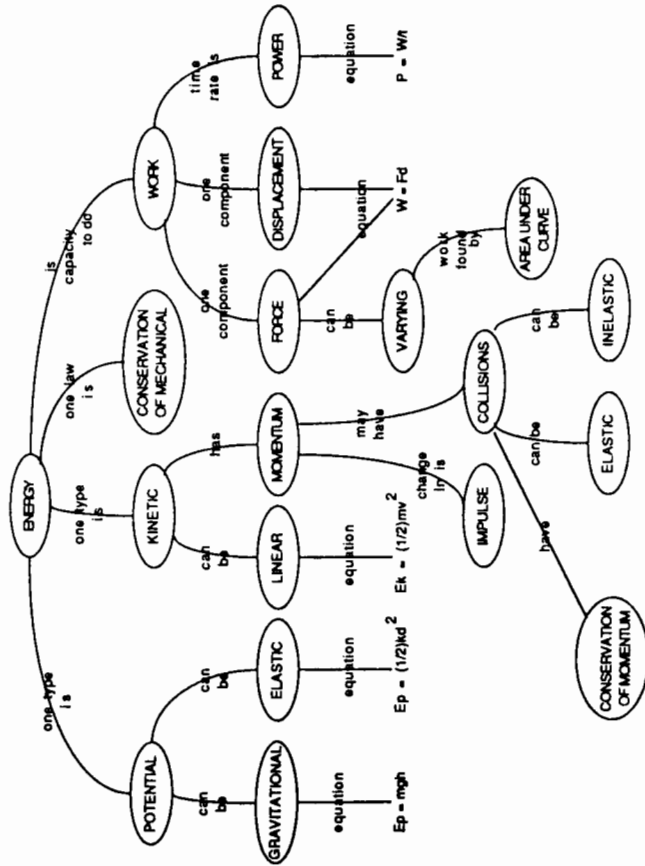 ENERGY
one type
is
one type
is
one law
is
is
capacity
to do
POTENTIAL
KINETIC
CONSERVATION
OF MECHANICAL
WORK
can
be
can
be
can
be
has
one
component
one
component
time
rate is
GRAVITATIONAL
ELASTIC
LINEAR
MOMENTUM
FORCE
DISPLACEMENT
POWER
equation
equation
equation
change
in is
may
have
can
be
equation
equation
Ep = mgh
Ep = (1/2)kd²
Ek = (1/2)mv²
W = Fd
P = W/t
IMPULSE
COLLISIONS
VARYING
work
found
by
have
can be
can
be
AREA UNDER
CURVE
CONSERVATION
OF MOMENTUM
ELASTIC
INELASTIC